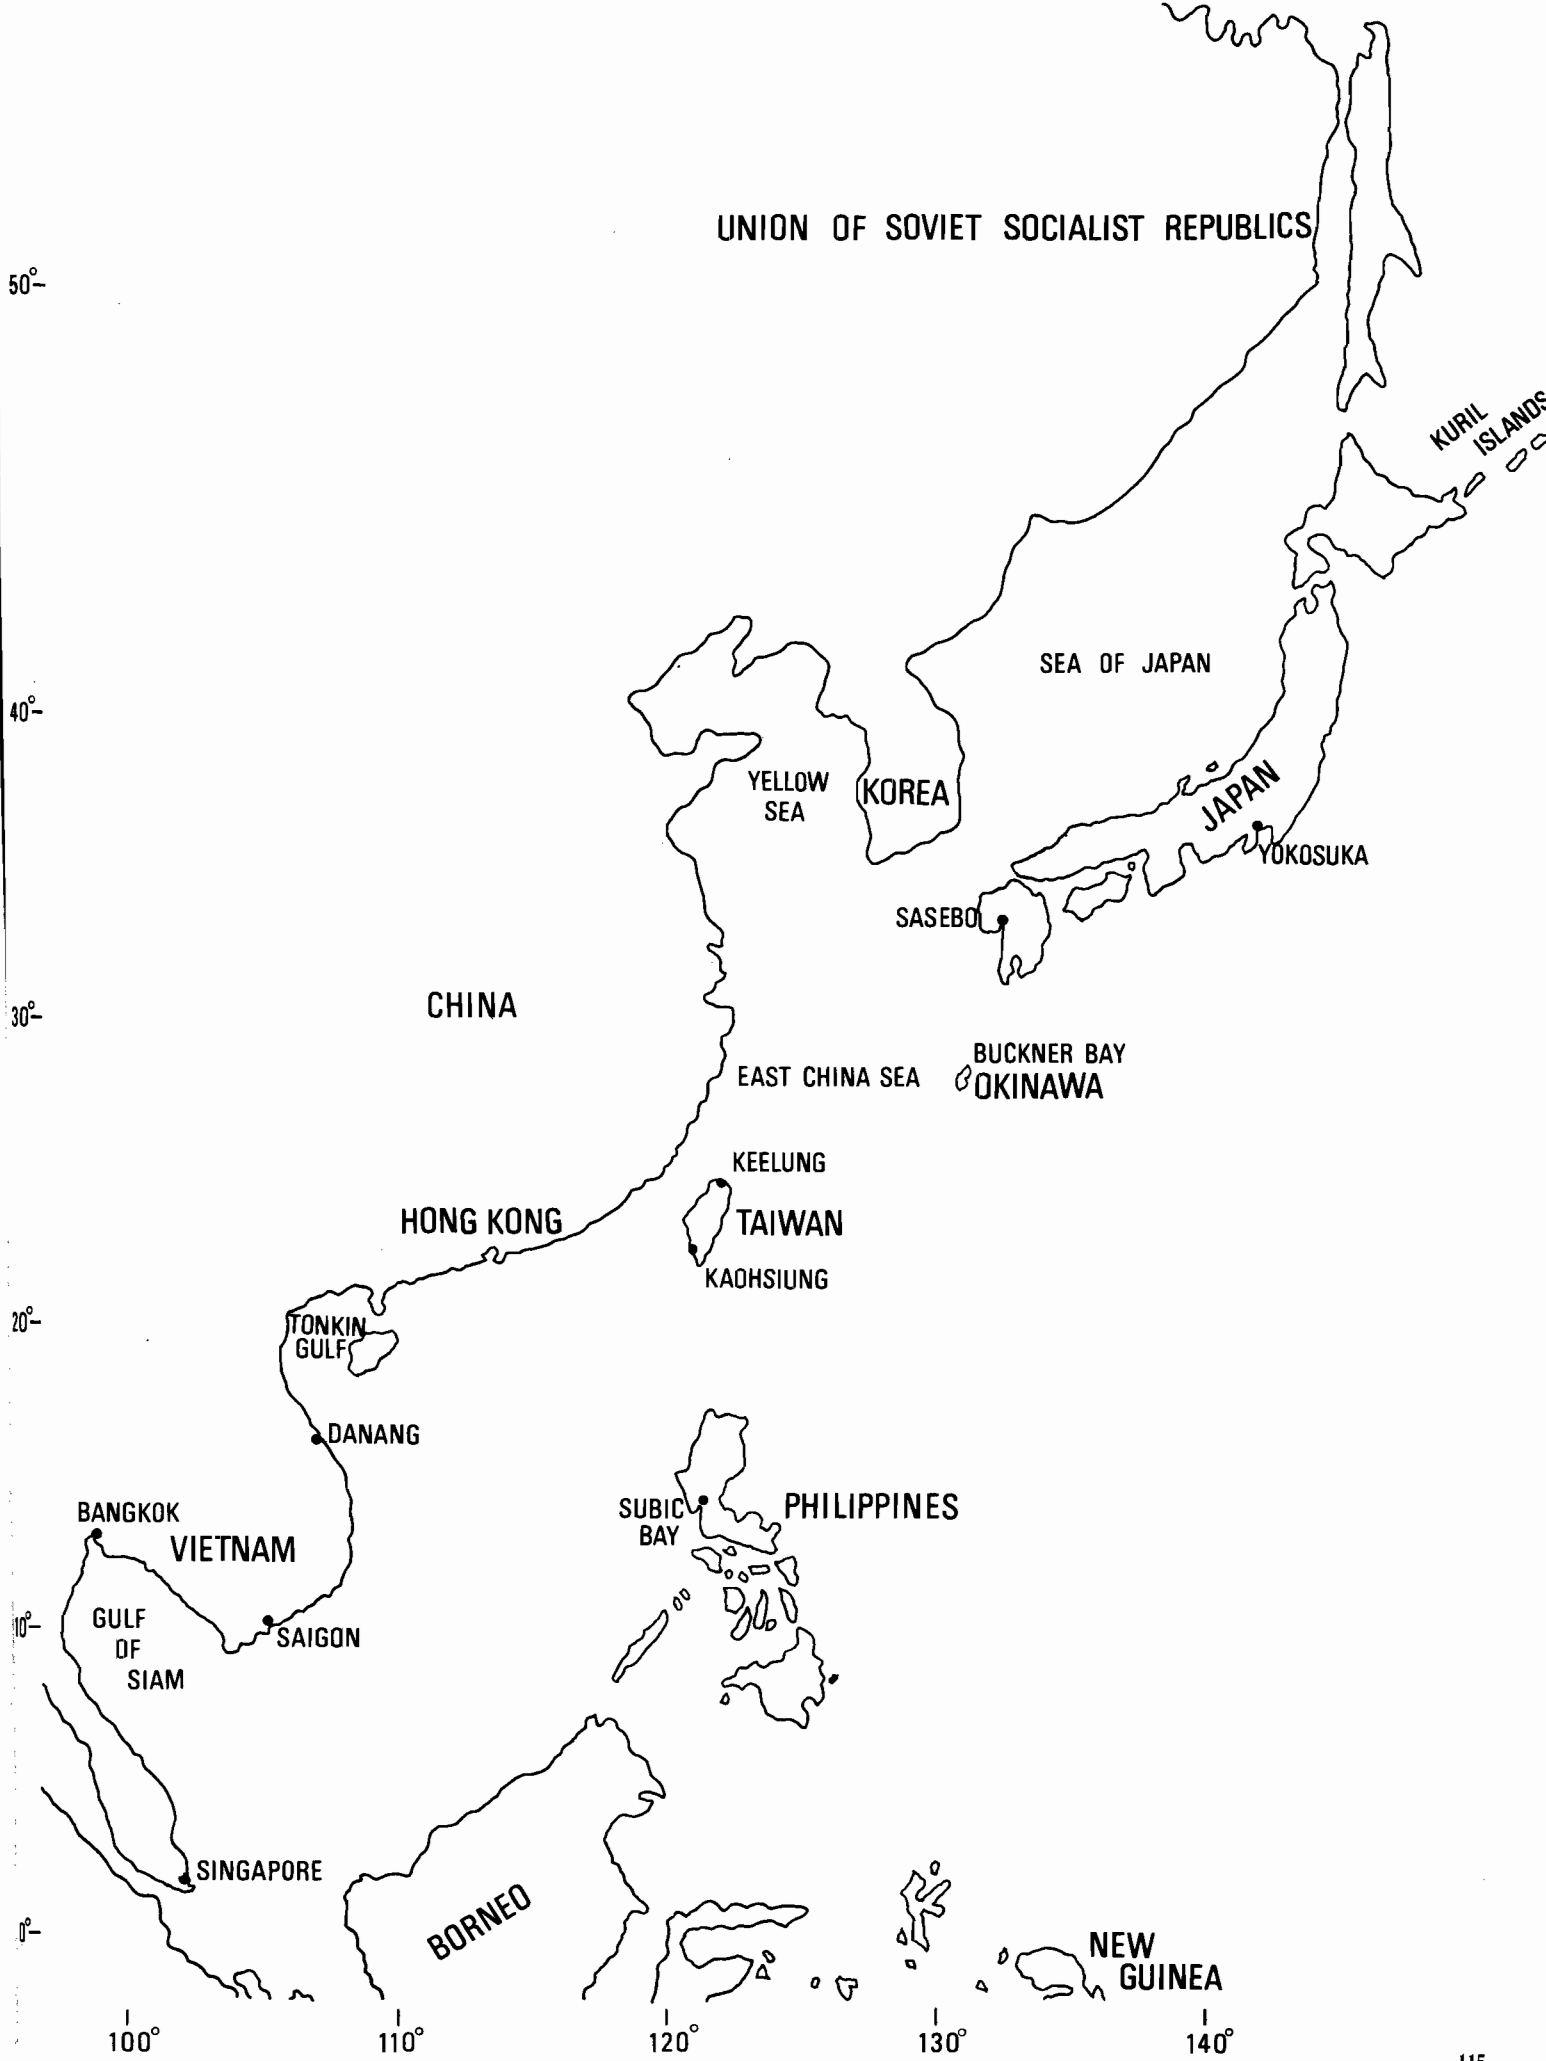 UNION OF SOVIET SOCIALIST REPUBLICS
50°-
KURIL
ISLANDS
SEA OF JAPAN
40°-
YELLOW
SEA
KOREA
JAPAN
YOKOSUKA
SASEBO
CHINA
30°-
BUCKNER BAY
EAST CHINA SEA
OKINAWA
KEELUNG
HONG KONG
TAIWAN
KAOHSIUNG
20°-
TONKIN
GULF
DANANG
BANGKOK
SUBIC
BAY
PHILIPPINES
VIETNAM
10°-
GULF
OF
SIAM
SAIGON
SINGAPORE
BORNEO
0°-
NEW
GUINEA
100°
110°
120°
130°
140°
115